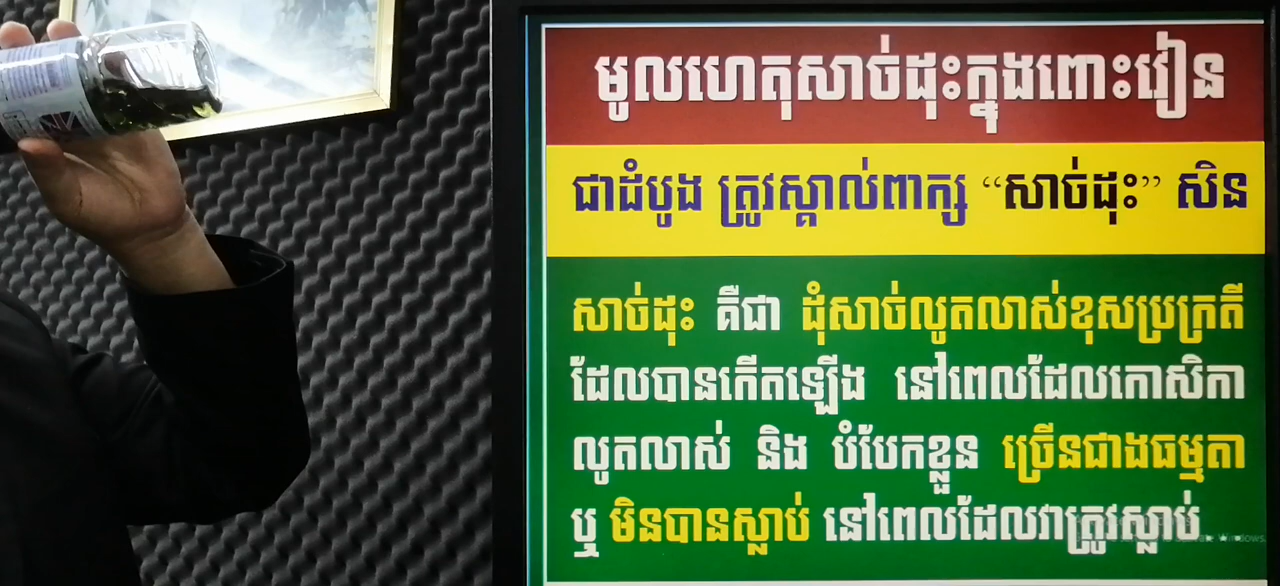 មូលហេតុសាច់ដុះក្នុងពោះវៀន
ជាដំបូង ត្រូវស្គាល់ពាក្យ “សាច់ដុះ” សិន
សាច់ដុះ គឺជា ដុំសាច់លូតលាស់ខុសប្រក្រតី
ដែលបានកើតឡើង នៅពេលដែលកោសិកា
លូតលាស់ និង បំបែកខ្លួន ច្រើនជាងធម្មតា
ឬ មិនបានស្លាប់ នៅពេលដែលវាត្រូវស្លាប់